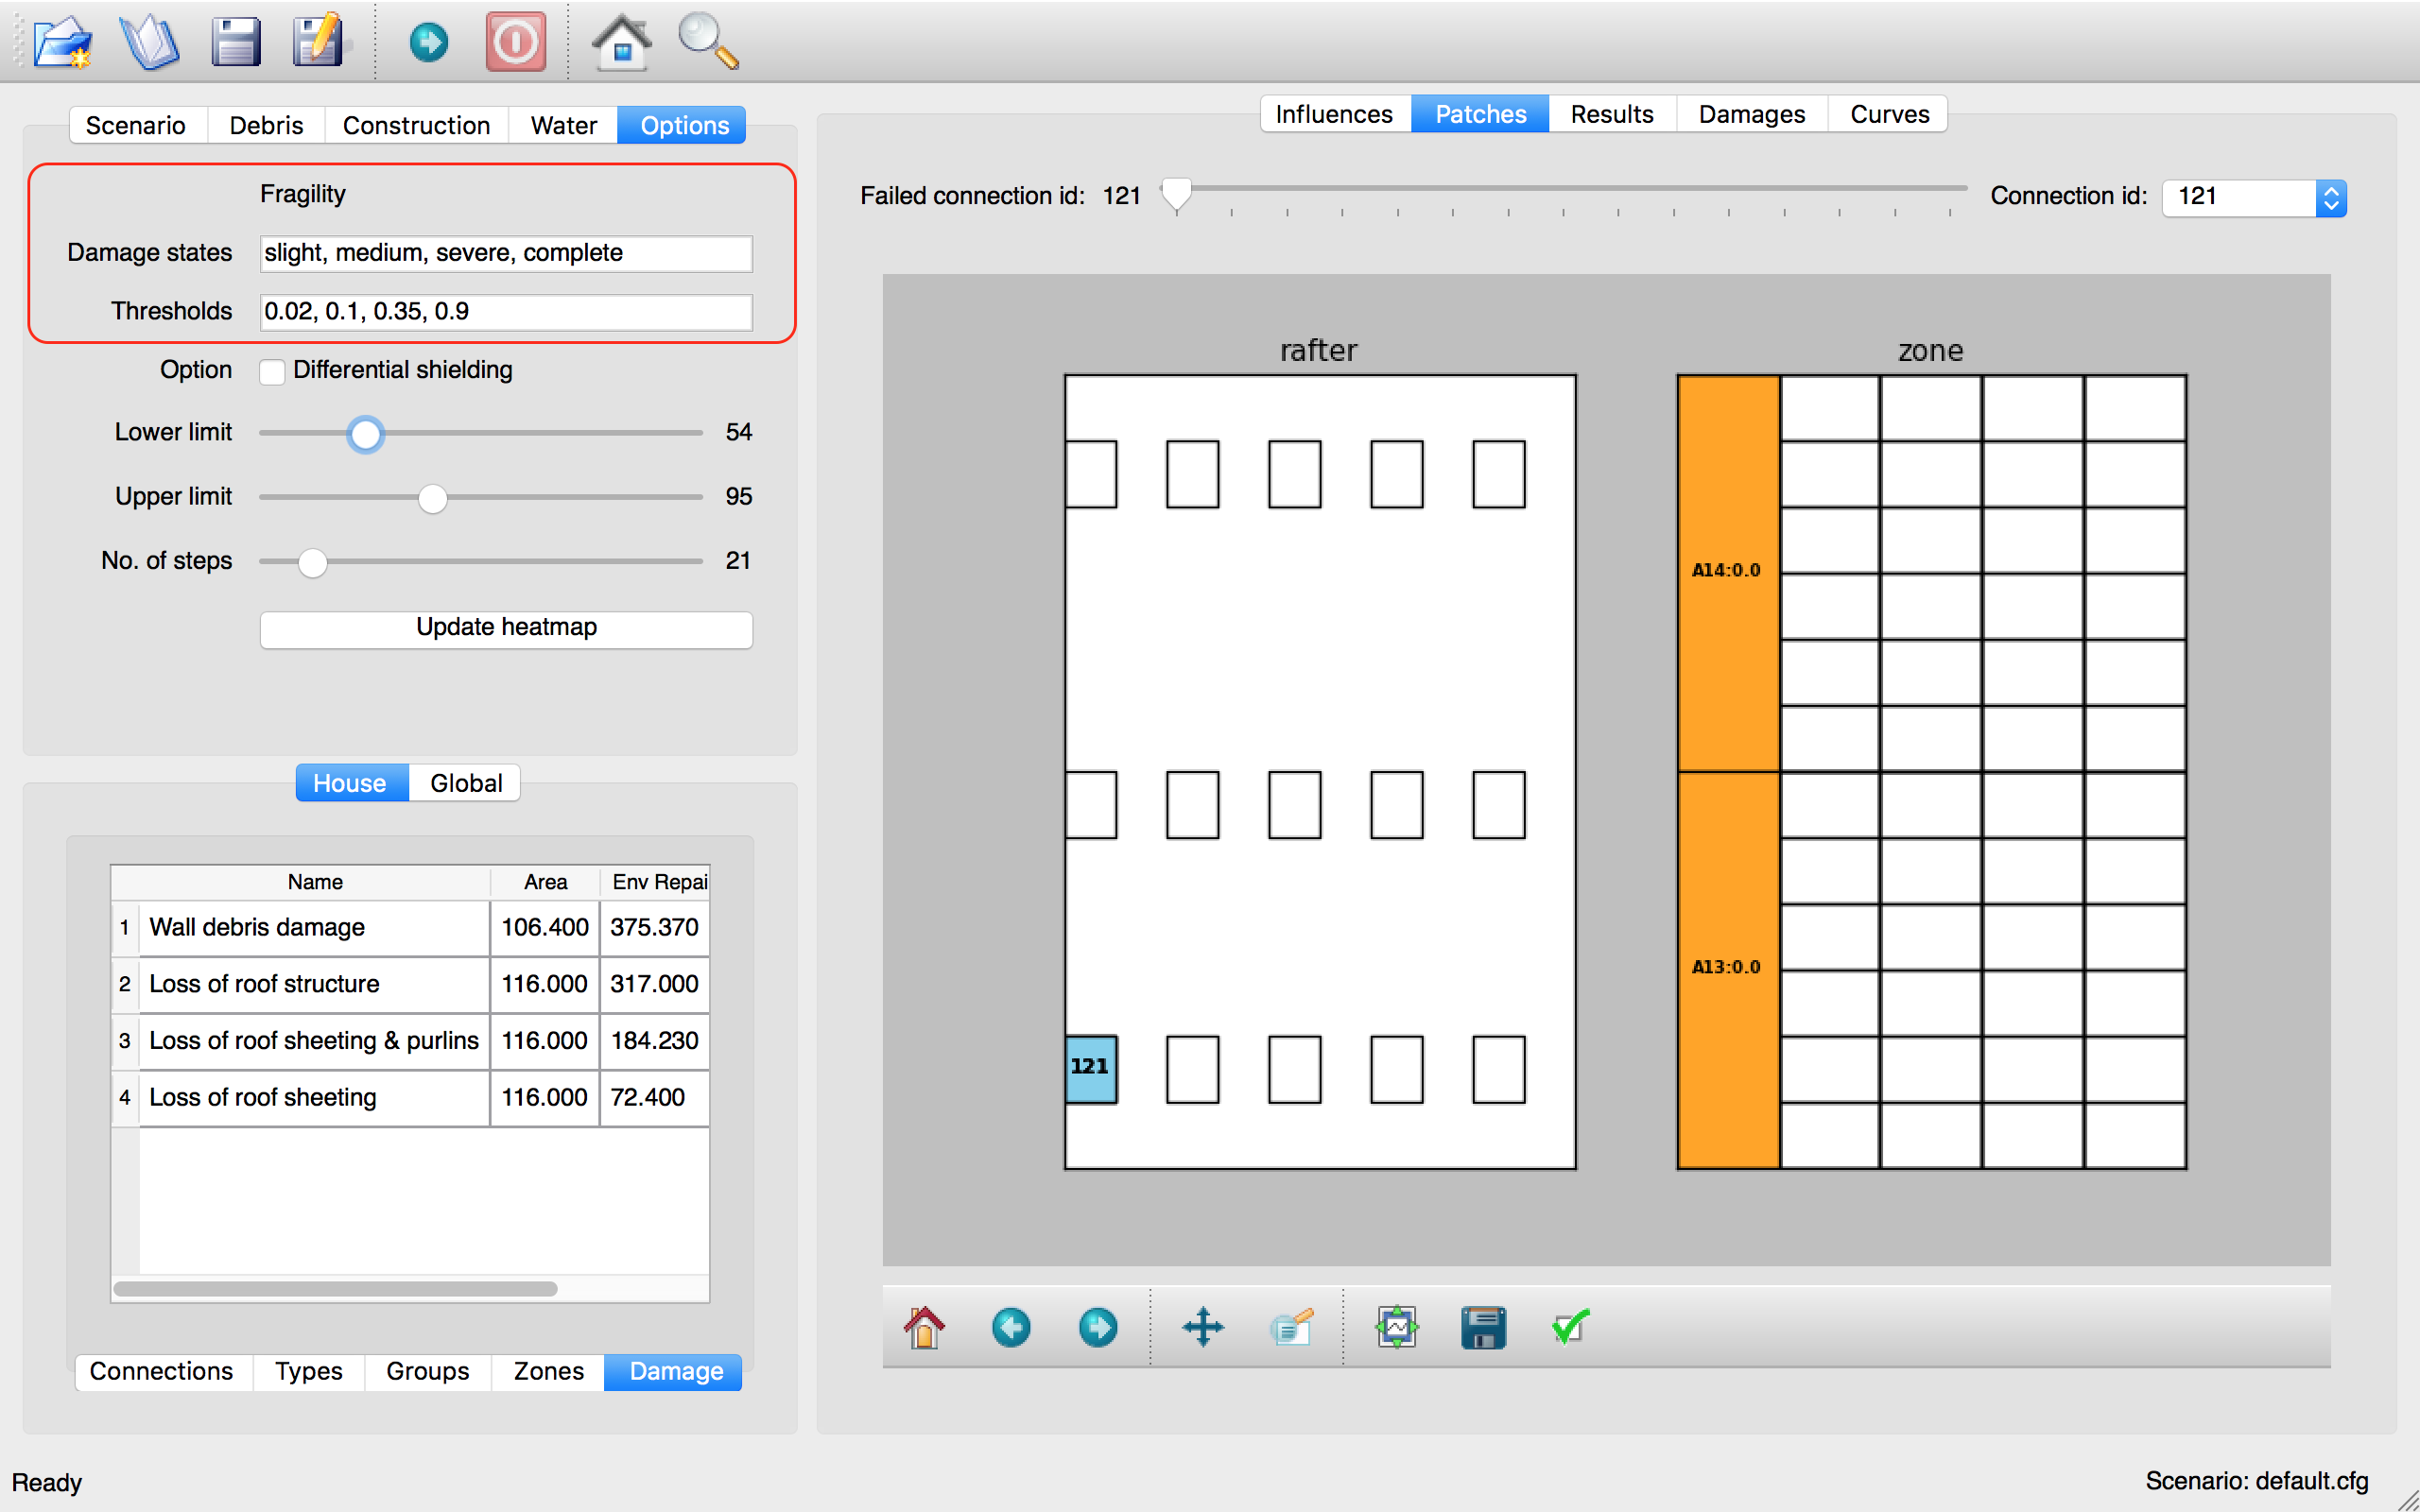 Scenario Debris Construction Water Options
Fragility
Damage states slight, medium, severe, complete
Thresholds 0.02, 0.1, 0.35, 0.9
Option Differential shielding
Lower limit 54
Upper limit 95
No. of steps 21
Update heatmap
House Global
Name Area Env Repai
1 Wall debris damage 106.400 375.370
2 Loss of roof structure 116.000 317.000
3 Loss of roof sheeting & purlins 116.000 184.230
4 Loss of roof sheeting 116.000 72.400
Connections Types Groups Zones Damage
Influences Patches Results Damages Curves
Failed connection id: 121 Connection id: 121
rafter zone
A14:0.0
A13:0.0
121
Ready
Scenario: default.cfg